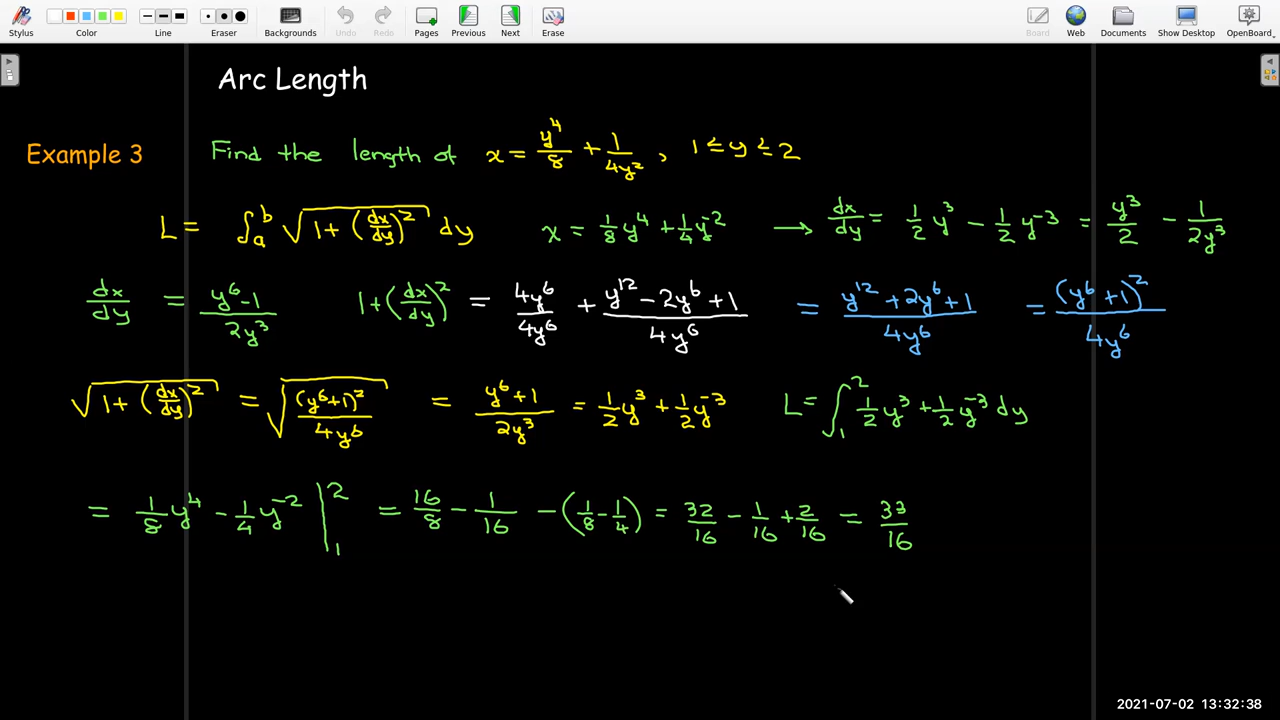 Stylus Color Line Eraser Backgrounds Undo Redo Pages Previous Next Erase Board Web Documents Show Desktop OpenBoard
Arc Length
Example 3 Find the length of x = y⁴/8 + 1/4y², 1 ≤ y ≤ 2
L = ∫ₐᵇ √(1 + (dx/dy)²) dy x = 1/8 y⁴ + 1/4 y⁻² → dx/dy = 1/2 y³ − 1/2 y⁻³ = y³/2 − 1/2y³
dx/dy = (y⁶ − 1)/2y³ 1 + (dx/dy)² = 4y⁶/4y⁶ + (y¹² − 2y⁶ + 1)/4y⁶ = (y¹² + 2y⁶ + 1)/4y⁶ = (y⁶ + 1)²/4y⁶
√(1 + (dx/dy)²) = √((y⁶+1)²/4y⁶) = (y⁶ + 1)/2y³ = 1/2 y³ + 1/2 y⁻³ L = ∫₁² 1/2 y³ + 1/2 y⁻³ dy
= 1/8 y⁴ − 1/4 y⁻² |₁² = 16/8 − 1/16 − (1/8 − 1/4) = 32/16 − 1/16 + 2/16 = 33/16
2021-07-02 13:32:38